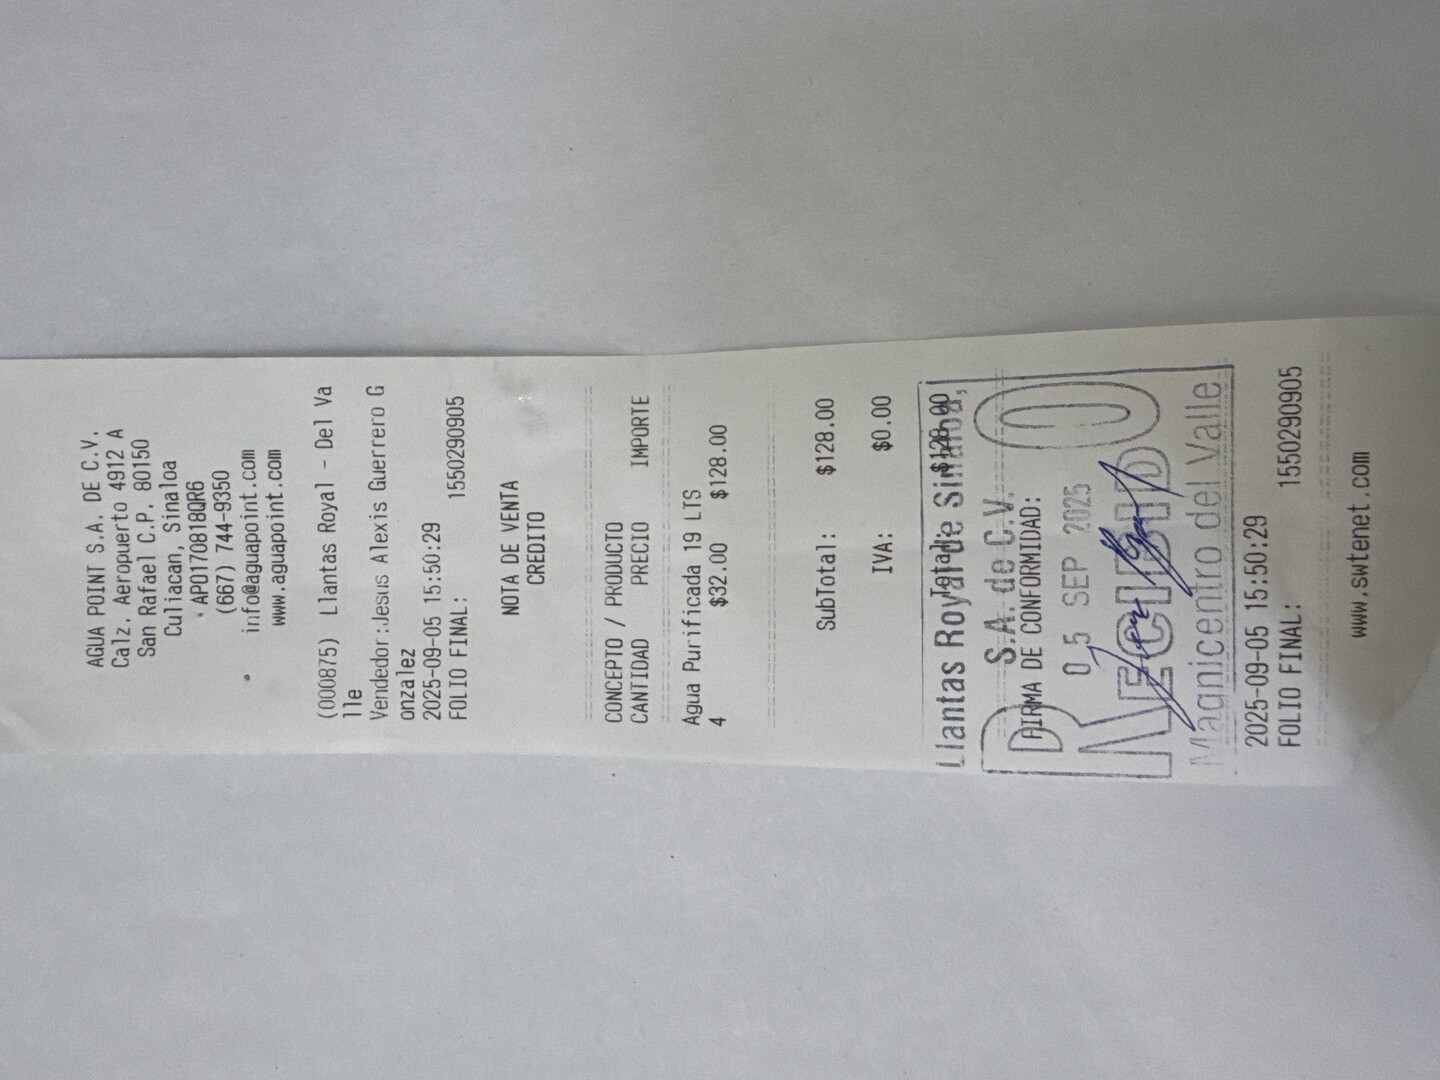 AGUA POINT S.A. DE C.V.
Calz. Aeropuerto 4912 A
San Rafael C.P. 80150
Culiacan, Sinaloa
APO170818QR6
(667) 744-9350
info@aguapoint.com
www.aguapoint.com
(000875) Llantas Royal - Del Va
lle
Vendedor:Jesus Alexis Guerrero G
onzalez
2025-09-05 15:50:29
FOLIO FINAL: 1550290905
NOTA DE VENTA
CREDITO
CONCEPTO / PRODUCTO
CANTIDAD PRECIO IMPORTE
Agua Purificada 19 LTS
4 $32.00 $128.00
SubTotal: $128.00
IVA: $0.00
Total: $128.00
Llantas Royal de Sinaloa,
S.A. de C.V.
FIRMA DE CONFORMIDAD:
05 SEP 2025
RECIBIDO
Magnicentro del Valle
2025-09-05 15:50:29
FOLIO FINAL: 1550290905
www.swtenet.com